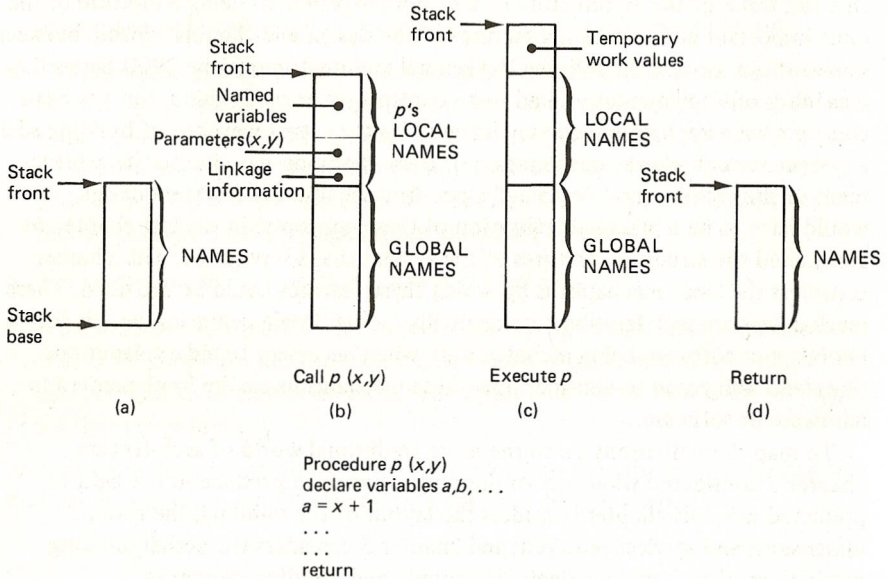 Stack
front
NAMES
Stack
base
(a)
Stack
front
Named
variables
Parameters(x,y)
Linkage
information
p's
LOCAL
NAMES
GLOBAL
NAMES
Call p (x,y)
(b)
Stack
front
Temporary
work values
LOCAL
NAMES
GLOBAL
NAMES
Execute p
(c)
Stack
front
NAMES
Return
(d)
Procedure p (x,y)
declare variables a,b, . . .
a = x + 1
. . .
return